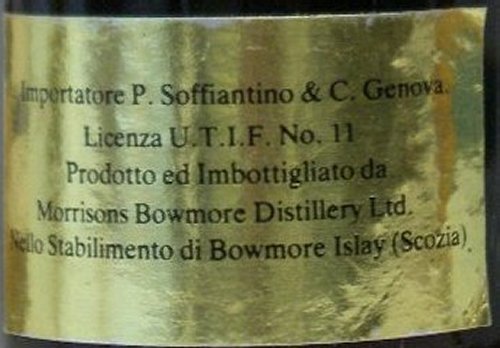 Importatore P. Soffiantino & C. Genova.
Licenza U.T.I.F. No. 11
Prodotto ed Imbottigliato da
Morrisons Bowmore Distillery Ltd.
Nello Stabilimento di Bowmore Islay (Scozia).